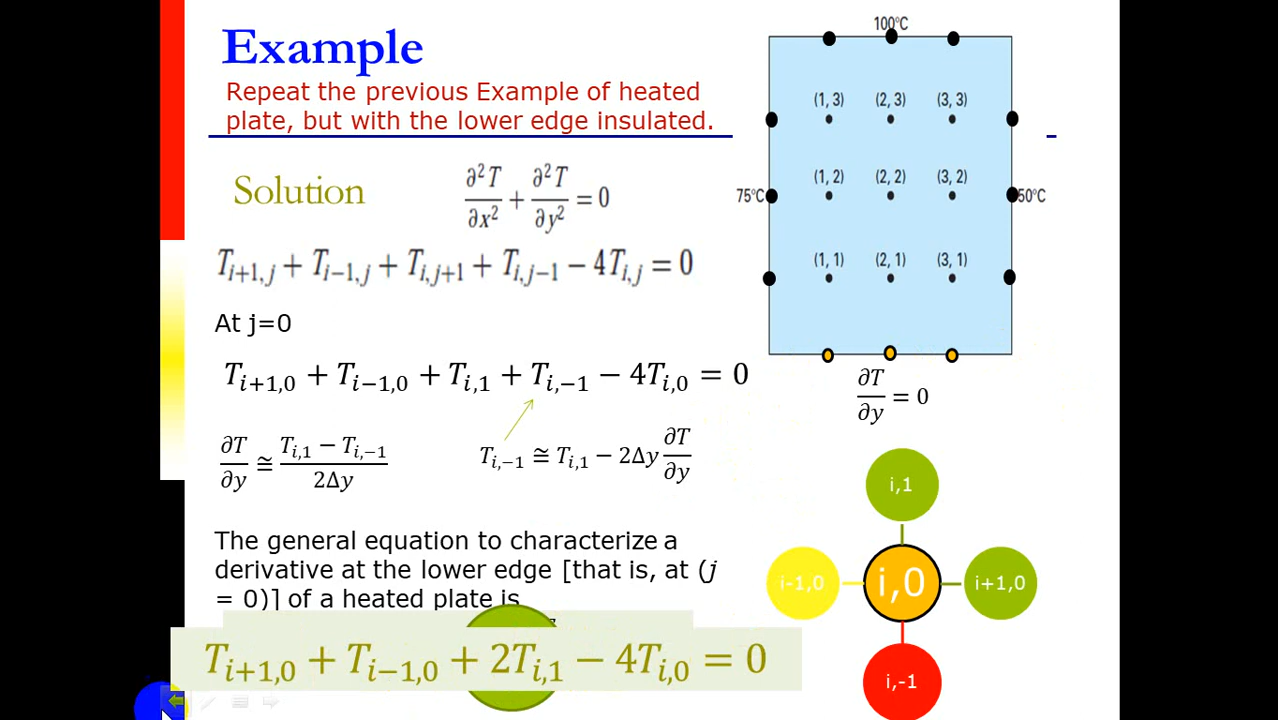 Example
Repeat the previous Example of heated
plate, but with the lower edge insulated.
Solution
∂²T/∂x² + ∂²T/∂y² = 0
T_{i+1,j} + T_{i−1,j} + T_{i,j+1} + T_{i,j−1} − 4T_{i,j} = 0
At j=0
T_{i+1,0} + T_{i−1,0} + T_{i,1} + T_{i,−1} − 4T_{i,0} = 0
∂T/∂y ≅ (T_{i,1} − T_{i,−1})/2Δy
T_{i,−1} ≅ T_{i,1} − 2Δy ∂T/∂y
The general equation to characterize a
derivative at the lower edge [that is, at (j
= 0)] of a heated plate is
T_{i+1,0} + T_{i−1,0} + 2T_{i,1} − 4T_{i,0} = 0
100°C
(1, 3) (2, 3) (3, 3)
75°C (1, 2) (2, 2) (3, 2) 50°C
(1, 1) (2, 1) (3, 1)
∂T/∂y = 0
i,1
i-1,0 i,0 i+1,0
i,-1